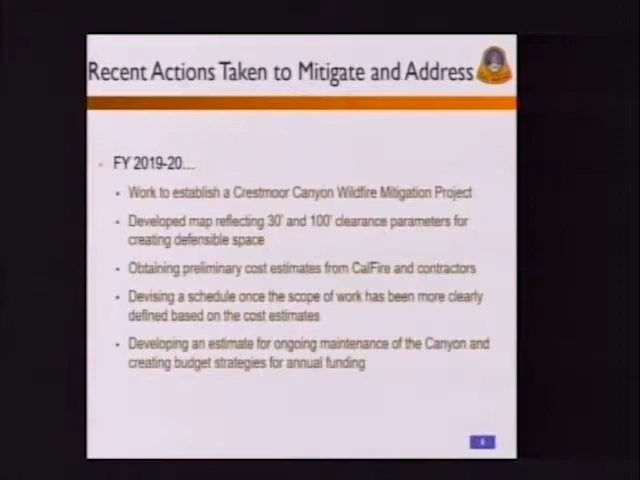 Recent Actions Taken to Mitigate and Address
FY 2019-20...
Work to establish a Crestmoor Canyon Wildfire Mitigation Project
Developed map reflecting 30' and 100' clearance parameters for
creating defensible space
Obtaining preliminary cost estimates from CalFire and contractors
Devising a schedule once the scope of work has been more clearly
defined based on the cost estimates
Developing an estimate for ongoing maintenance of the Canyon and
creating budget strategies for annual funding